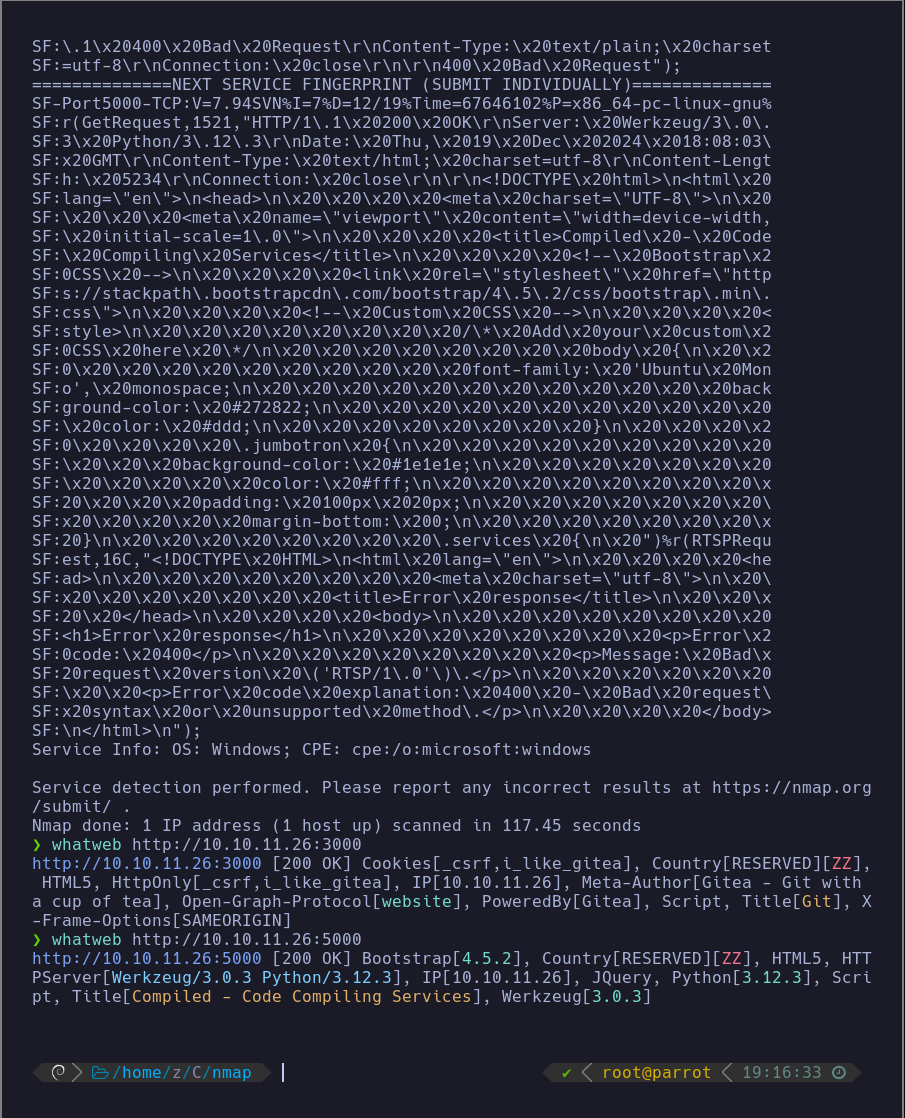 SF:\.1\x20400\x20Bad\x20Request\r\nContent-Type:\x20text/plain;\x20charset
SF:=utf-8\r\nConnection:\x20close\r\n\r\n400\x20Bad\x20Request");
==============NEXT SERVICE FINGERPRINT (SUBMIT INDIVIDUALLY)==============
SF-Port5000-TCP:V=7.94SVN%I=7%D=12/19%Time=67646102%P=x86_64-pc-linux-gnu%
SF:r(GetRequest,1521,"HTTP/1\.1\x20200\x20OK\r\nServer:\x20Werkzeug/3\.0\.
SF:3\x20Python/3\.12\.3\r\nDate:\x20Thu,\x2019\x20Dec\x202024\x2018:08:03\
SF:x20GMT\r\nContent-Type:\x20text/html;\x20charset=utf-8\r\nContent-Lengt
SF:h:\x205234\r\nConnection:\x20close\r\n\r\n<!DOCTYPE\x20html>\n<html\x20
SF:lang=\"en\">\n<head>\n\x20\x20\x20\x20<meta\x20charset=\"UTF-8\">\n\x20
SF:\x20\x20\x20<meta\x20name=\"viewport\"\x20content=\"width=device-width,
SF:\x20initial-scale=1\.0\">\n\x20\x20\x20\x20<title>Compiled\x20-\x20Code
SF:\x20Compiling\x20Services</title>\n\x20\x20\x20\x20<!--\x20Bootstrap\x2
SF:0CSS\x20-->\n\x20\x20\x20\x20<link\x20rel=\"stylesheet\"\x20href=\"http
SF:s://stackpath\.bootstrapcdn\.com/bootstrap/4\.5\.2/css/bootstrap\.min\.
SF:css\">\n\x20\x20\x20\x20<!--\x20Custom\x20CSS\x20-->\n\x20\x20\x20\x20<
SF:style>\n\x20\x20\x20\x20\x20\x20\x20\x20/\*\x20Add\x20your\x20custom\x2
SF:0CSS\x20here\x20\*/\n\x20\x20\x20\x20\x20\x20\x20\x20body\x20{\n\x20\x2
SF:0\x20\x20\x20\x20\x20\x20\x20\x20\x20\x20font-family:\x20'Ubuntu\x20Mon
SF:o',\x20monospace;\n\x20\x20\x20\x20\x20\x20\x20\x20\x20\x20\x20\x20back
SF:ground-color:\x20#272822;\n\x20\x20\x20\x20\x20\x20\x20\x20\x20\x20\x20
SF:\x20color:\x20#ddd;\n\x20\x20\x20\x20\x20\x20\x20\x20}\n\x20\x20\x20\x2
SF:0\x20\x20\x20\x20\.jumbotron\x20{\n\x20\x20\x20\x20\x20\x20\x20\x20\x20
SF:\x20\x20\x20background-color:\x20#1e1e1e;\n\x20\x20\x20\x20\x20\x20\x20
SF:\x20\x20\x20\x20\x20color:\x20#fff;\n\x20\x20\x20\x20\x20\x20\x20\x20\x
SF:20\x20\x20\x20padding:\x20100px\x2020px;\n\x20\x20\x20\x20\x20\x20\x20\
SF:x20\x20\x20\x20\x20margin-bottom:\x200;\n\x20\x20\x20\x20\x20\x20\x20\x
SF:20}\n\x20\x20\x20\x20\x20\x20\x20\x20\.services\x20{\n\x20")%r(RTSPRequ
SF:est,16C,"<!DOCTYPE\x20HTML>\n<html\x20lang=\"en\">\n\x20\x20\x20\x20<he
SF:ad>\n\x20\x20\x20\x20\x20\x20\x20\x20<meta\x20charset=\"utf-8\">\n\x20\
SF:x20\x20\x20\x20\x20\x20\x20<title>Error\x20response</title>\n\x20\x20\x
SF:20\x20</head>\n\x20\x20\x20\x20<body>\n\x20\x20\x20\x20\x20\x20\x20\x20
SF:<h1>Error\x20response</h1>\n\x20\x20\x20\x20\x20\x20\x20\x20<p>Error\x2
SF:0code:\x20400</p>\n\x20\x20\x20\x20\x20\x20\x20\x20<p>Message:\x20Bad\x
SF:20request\x20version\x20\('RTSP/1\.0'\)\.</p>\n\x20\x20\x20\x20\x20\x20
SF:\x20\x20<p>Error\x20code\x20explanation:\x20400\x20-\x20Bad\x20request\
SF:x20syntax\x20or\x20unsupported\x20method\.</p>\n\x20\x20\x20\x20</body>
SF:\n</html>\n");
Service Info: OS: Windows; CPE: cpe:/o:microsoft:windows
Service detection performed. Please report any incorrect results at https://nmap.org
/submit/ .
Nmap done: 1 IP address (1 host up) scanned in 117.45 seconds
❯ whatweb http://10.10.11.26:3000
http://10.10.11.26:3000 [200 OK] Cookies[_csrf,i_like_gitea], Country[RESERVED][ZZ],
HTML5, HttpOnly[_csrf,i_like_gitea], IP[10.10.11.26], Meta-Author[Gitea - Git with
a cup of tea], Open-Graph-Protocol[website], PoweredBy[Gitea], Script, Title[Git], X
-Frame-Options[SAMEORIGIN]
❯ whatweb http://10.10.11.26:5000
http://10.10.11.26:5000 [200 OK] Bootstrap[4.5.2], Country[RESERVED][ZZ], HTML5, HTT
PServer[Werkzeug/3.0.3 Python/3.12.3], IP[10.10.11.26], JQuery, Python[3.12.3], Scri
pt, Title[Compiled - Code Compiling Services], Werkzeug[3.0.3]
/home/z/C/nmap ✔ root@parrot 19:16:33